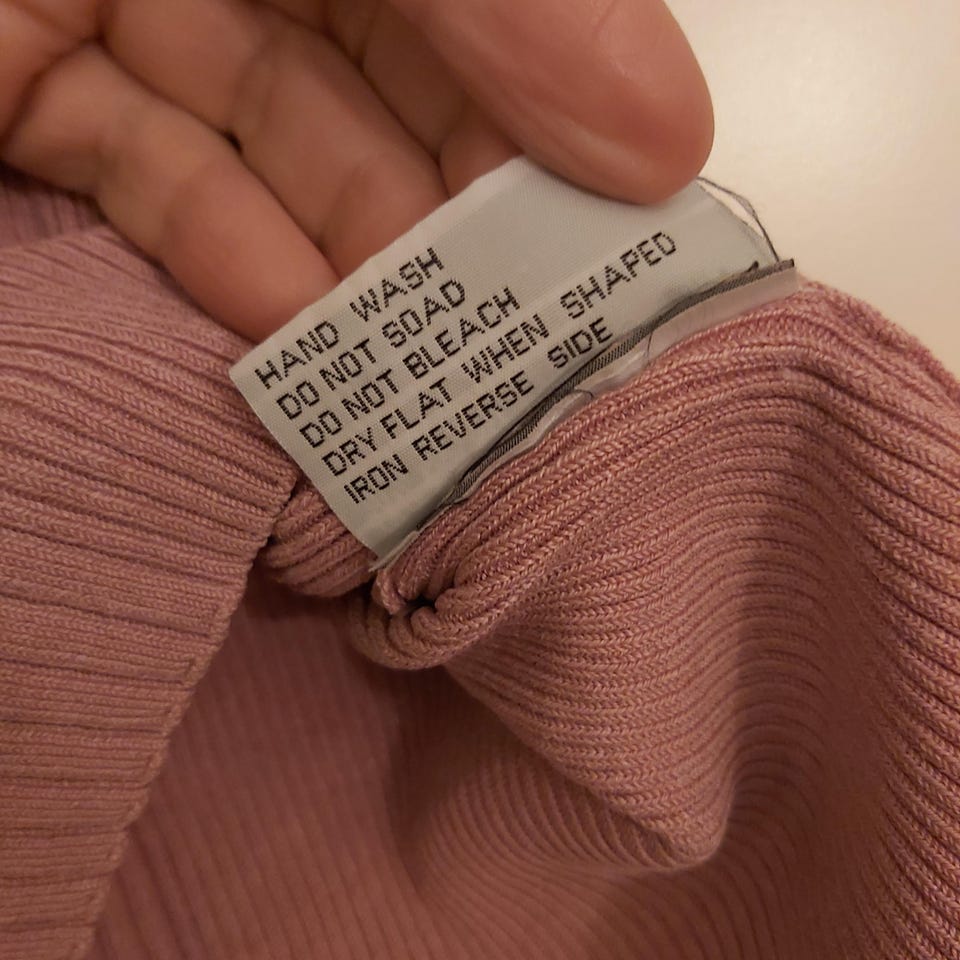 HAND WASH
DO NOT SOAD
DO NOT BLEACH
DRY FLAT WHEN SHAPED
IRON REVERSE SIDE